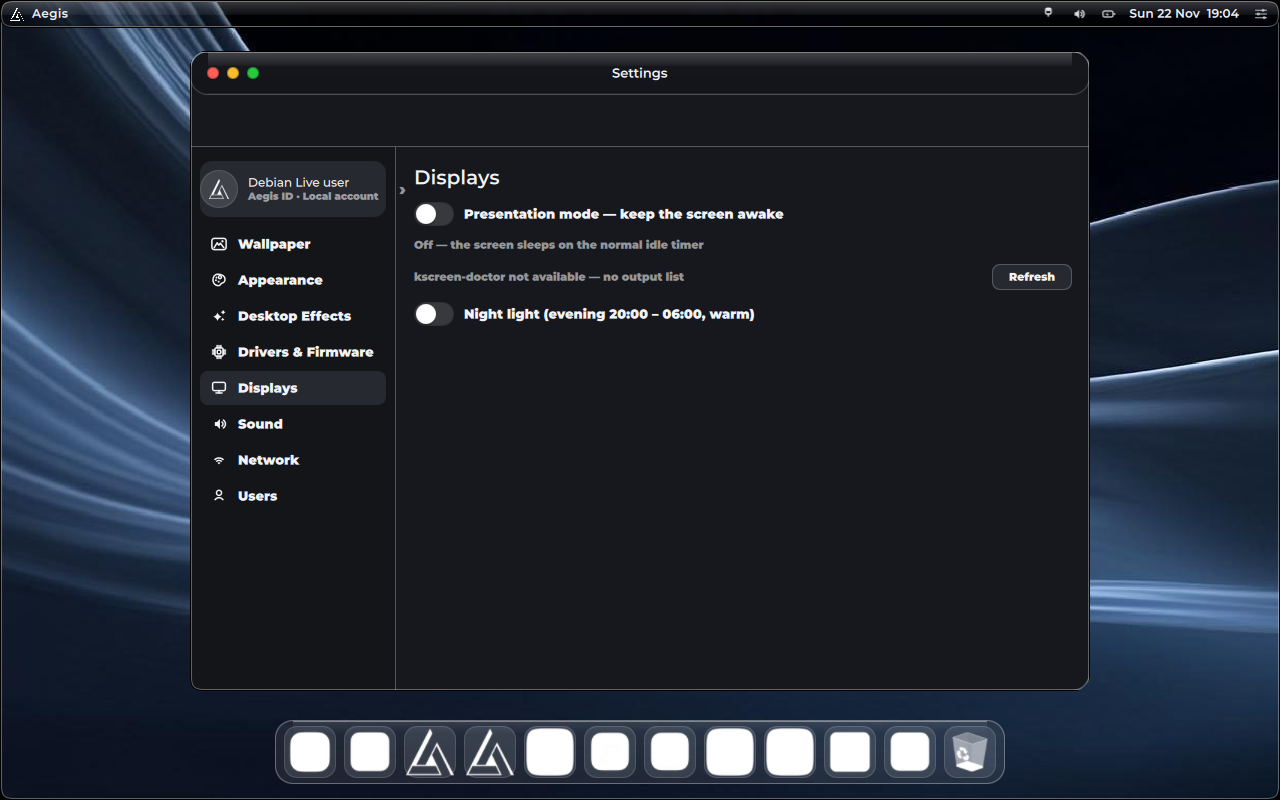 Aegis
Sun 22 Nov 19:04
Settings
Debian Live user
Aegis ID • Local account
Wallpaper
Appearance
Desktop Effects
Drivers & Firmware
Displays
Sound
Network
Users
Displays
Presentation mode — keep the screen awake
Off — the screen sleeps on the normal idle timer
kscreen-doctor not available — no output list
Refresh
Night light (evening 20:00 – 06:00, warm)